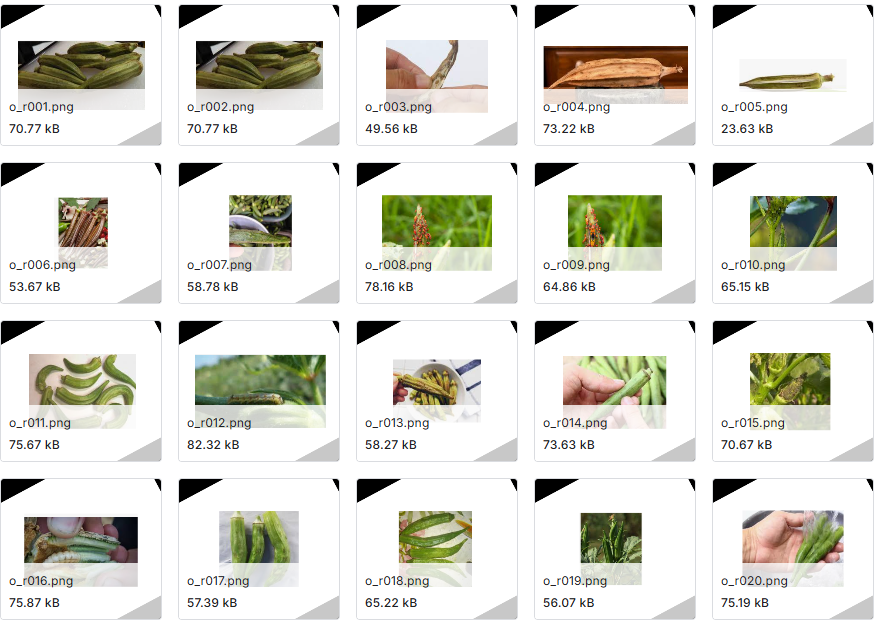 o_r001.png
70.77 kB
o_r002.png
70.77 kB
o_r003.png
49.56 kB
o_r004.png
73.22 kB
o_r005.png
23.63 kB
o_r006.png
53.67 kB
o_r007.png
58.78 kB
o_r008.png
78.16 kB
o_r009.png
64.86 kB
o_r010.png
65.15 kB
o_r011.png
75.67 kB
o_r012.png
82.32 kB
o_r013.png
58.27 kB
o_r014.png
73.63 kB
o_r015.png
70.67 kB
o_r016.png
75.87 kB
o_r017.png
57.39 kB
o_r018.png
65.22 kB
o_r019.png
56.07 kB
o_r020.png
75.19 kB